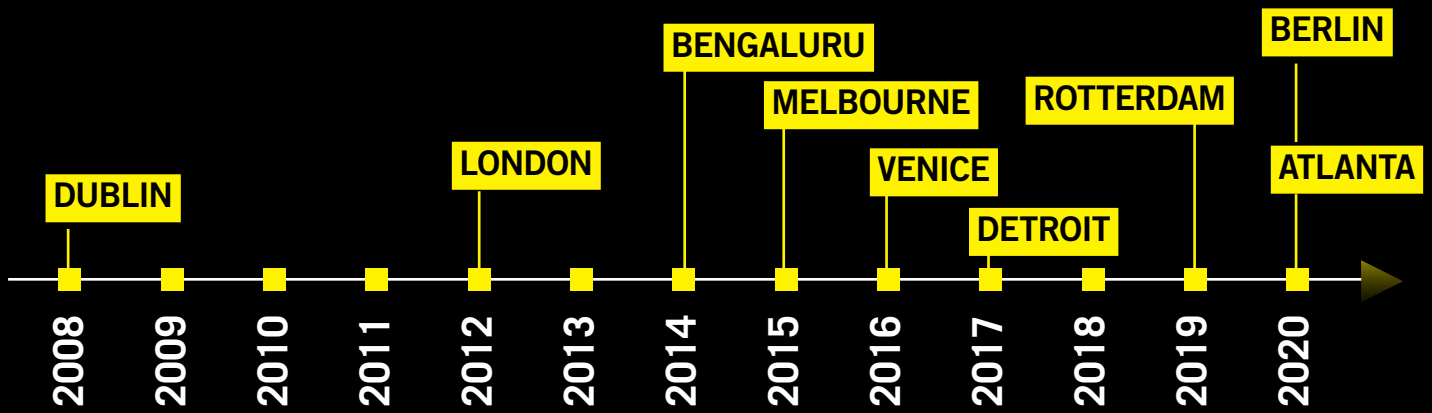 BERLIN
BENGALURU
MELBOURNE
ROTTERDAM
LONDON
VENICE
ATLANTA
DUBLIN
DETROIT
2008
2009
2010
2011
2012
2013
2014
2015
2016
2017
2018
2019
2020